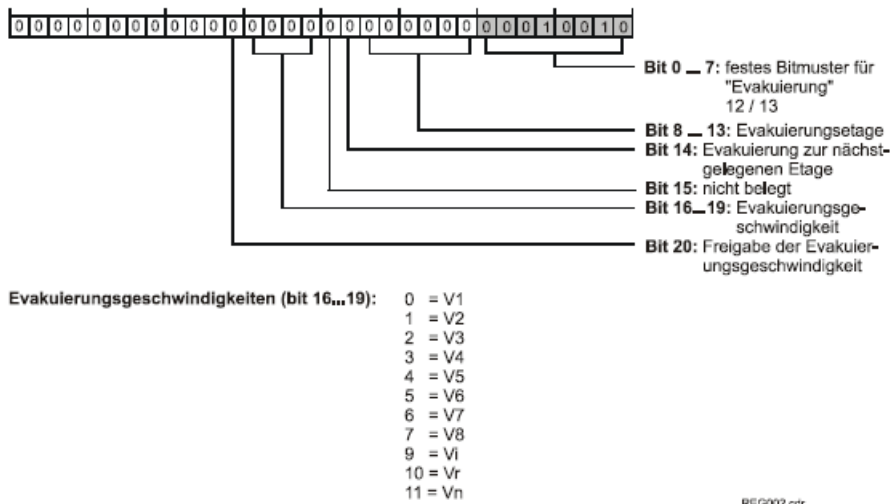 0 0 0 0 0 0 0 0 0 0 0 0 0 0 0 0 0 0 0 0 0 0 0 0 0 0 0 1 0 0 1 0
Bit 0 ... 7: festes Bitmuster für
"Evakuierung"
12 / 13
Bit 8 ... 13: Evakuierungsetage
Bit 14: Evakuierung zur nächst-
gelegenen Etage
Bit 15: nicht belegt
Bit 16...19: Evakuierungsge-
schwindigkeit
Bit 20: Freigabe der Evakuier-
ungsgeschwindigkeit
Evakuierungsgeschwindigkeiten (bit 16...19): 0 = V1
1 = V2
2 = V3
3 = V4
4 = V5
5 = V6
6 = V7
7 = V8
9 = Vi
10 = Vr
11 = Vn